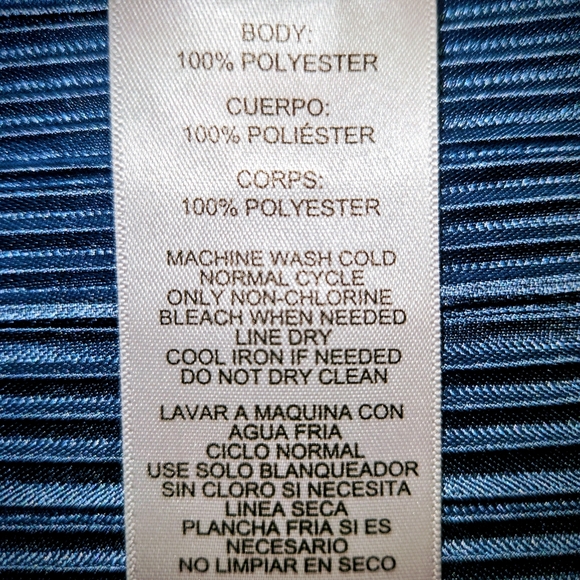 BODY:
100% POLYESTER
CUERPO:
100% POLIÉSTER
CORPS:
100% POLYESTER
MACHINE WASH COLD
NORMAL CYCLE
ONLY NON-CHLORINE
BLEACH WHEN NEEDED
LINE DRY
COOL IRON IF NEEDED
DO NOT DRY CLEAN
LAVAR A MAQUINA CON
AGUA FRIA
CICLO NORMAL
USE SOLO BLANQUEADOR
SIN CLORO SI NECESITA
LINEA SECA
PLANCHA FRIA SI ES
NECESARIO
NO LIMPIAR EN SECO